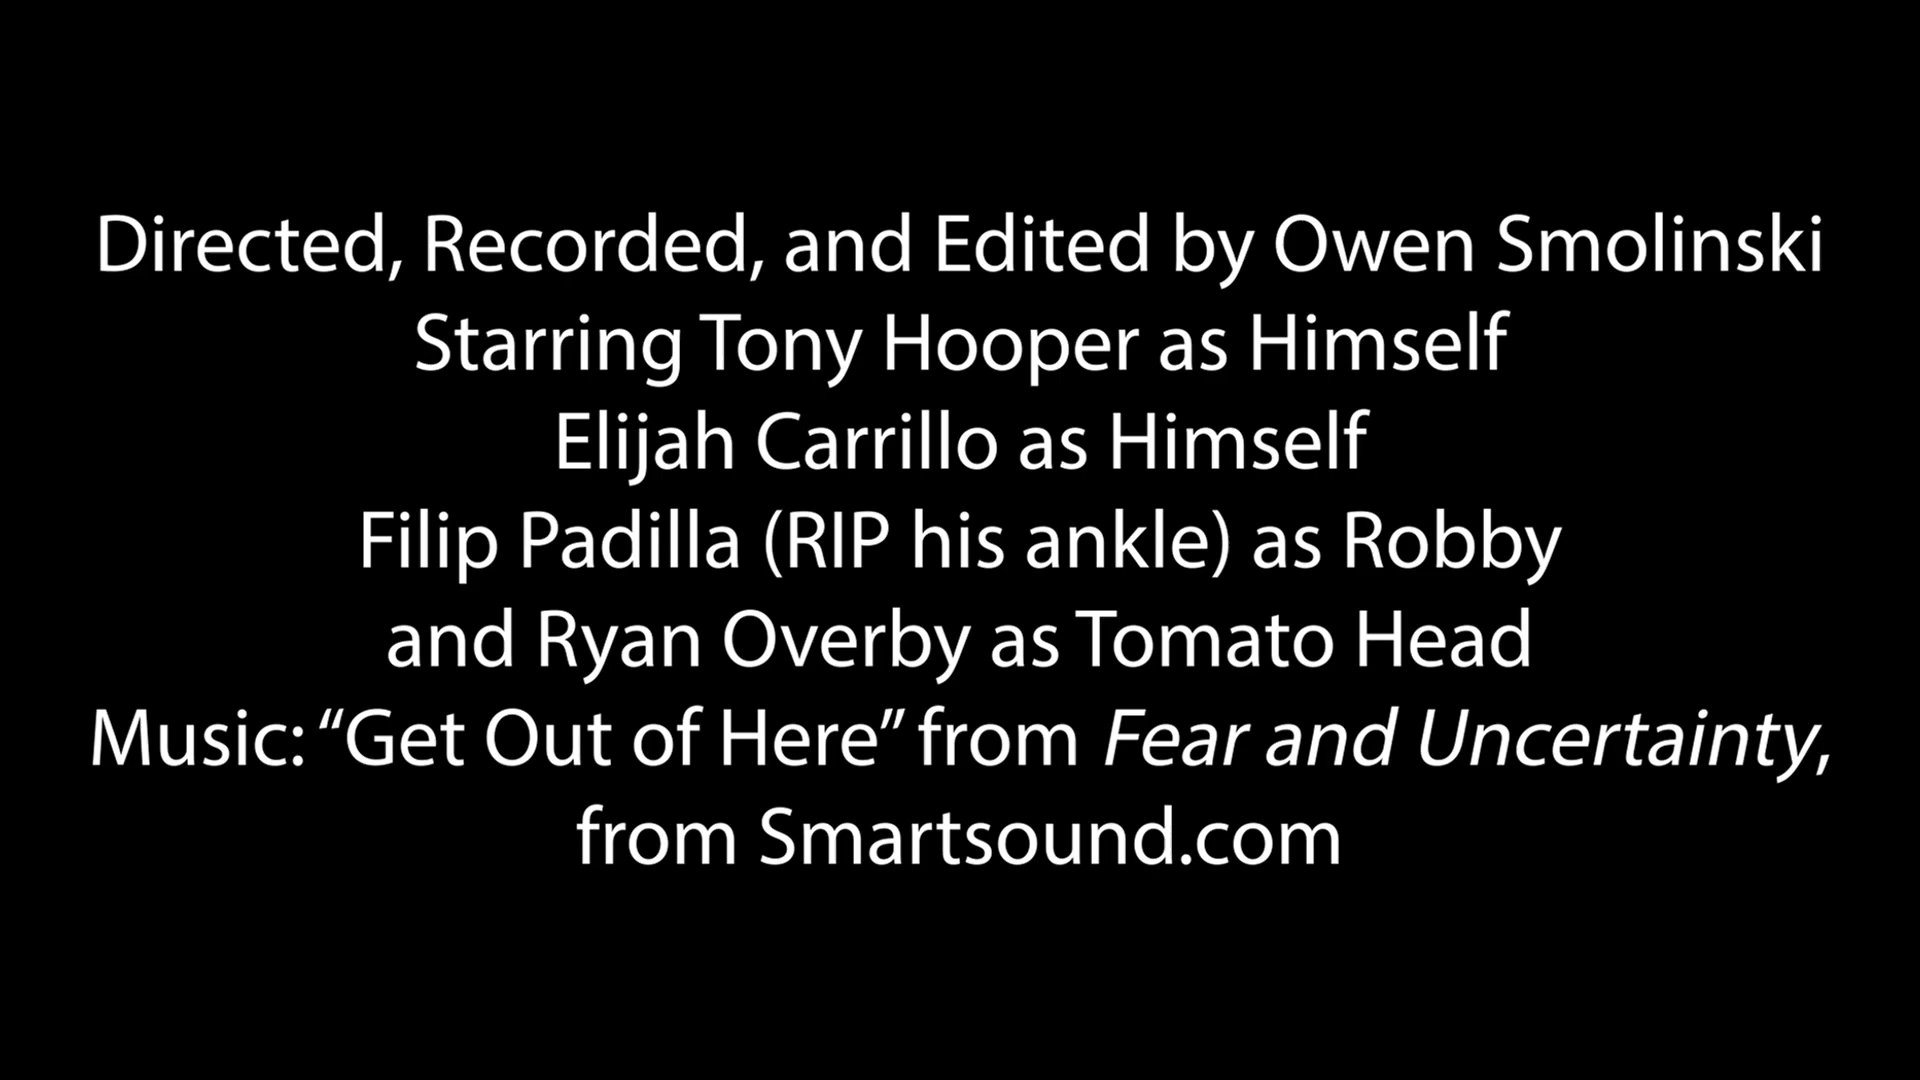 Directed, Recorded, and Edited by Owen Smolinski
Starring Tony Hooper as Himself
Elijah Carrillo as Himself
Filip Padilla (RIP his ankle) as Robby
and Ryan Overby as Tomato Head
Music: “Get Out of Here” from Fear and Uncertainty,
from Smartsound.com